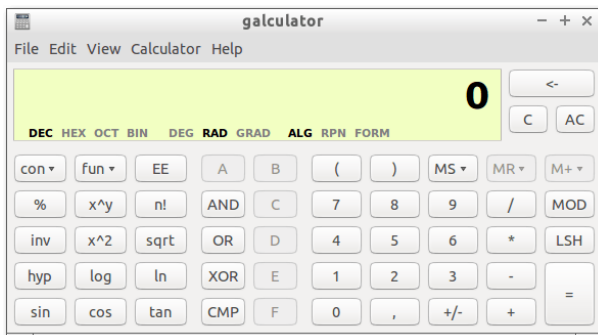 galculator
File Edit View Calculator Help
0
<-
DEC HEX OCT BIN DEG RAD GRAD ALG RPN FORM
C AC
con fun EE A B ( ) MS MR M+
% x^y n! AND C 7 8 9 / MOD
inv x^2 sqrt OR D 4 5 6 * LSH
hyp log ln XOR E 1 2 3 - =
sin cos tan CMP F 0 , +/- +